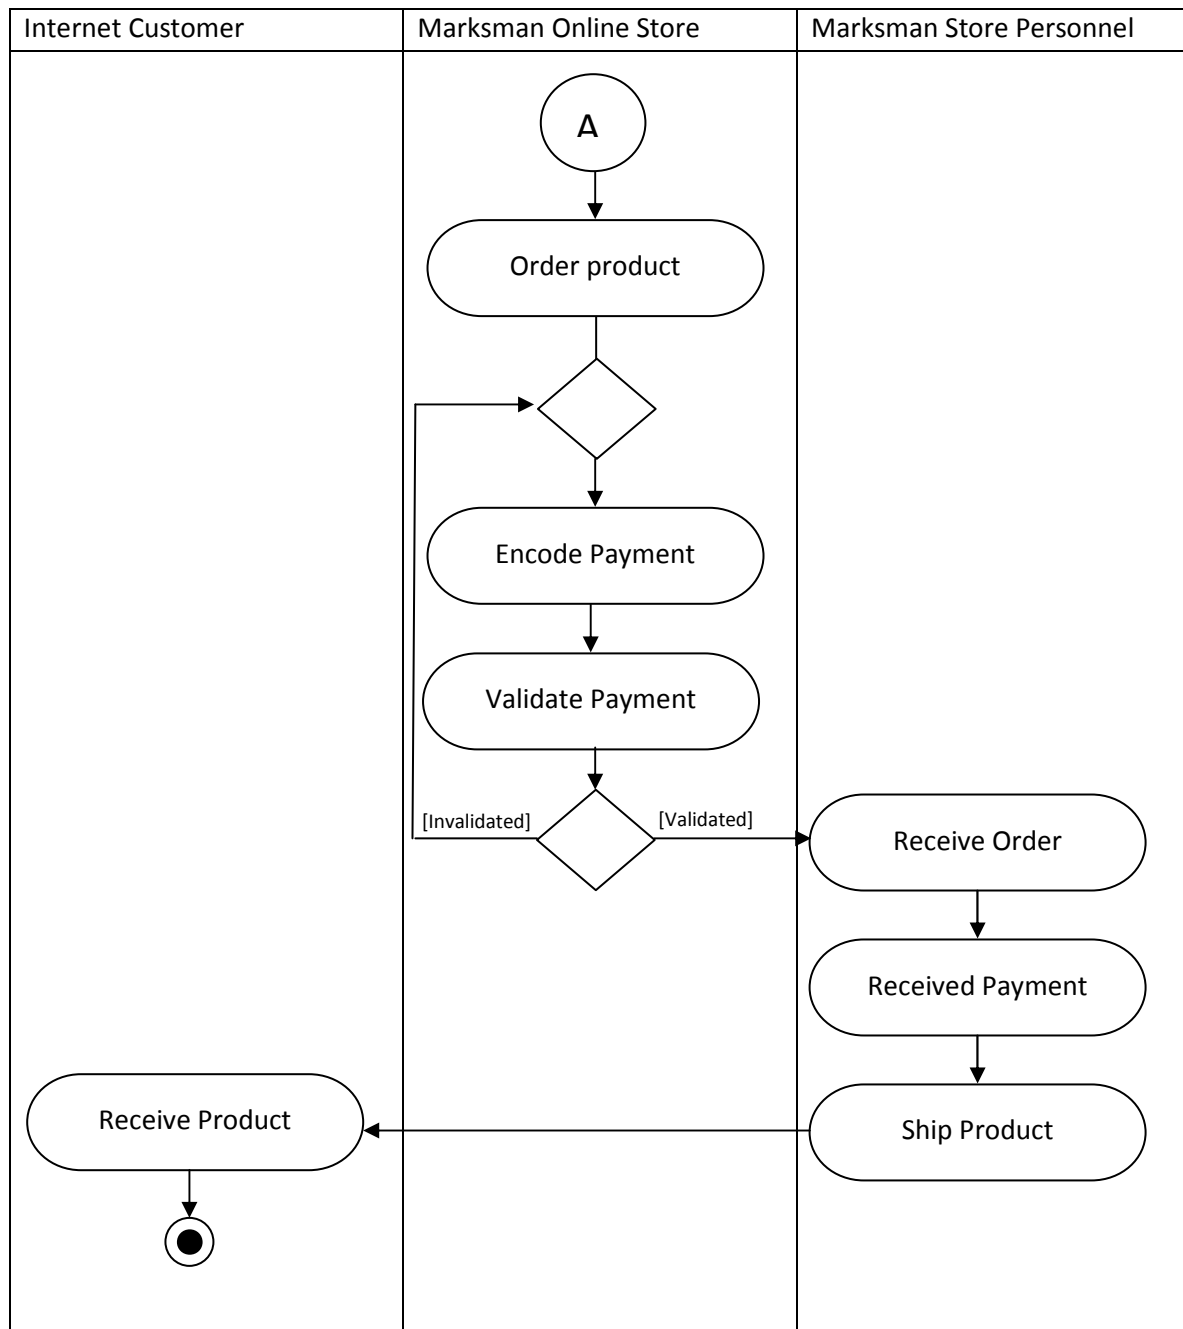 Internet Customer
Marksman Online Store
Marksman Store Personnel
A
Order product
Encode Payment
Validate Payment
[Invalidated]
[Validated]
Receive Order
Received Payment
Receive Product
Ship Product